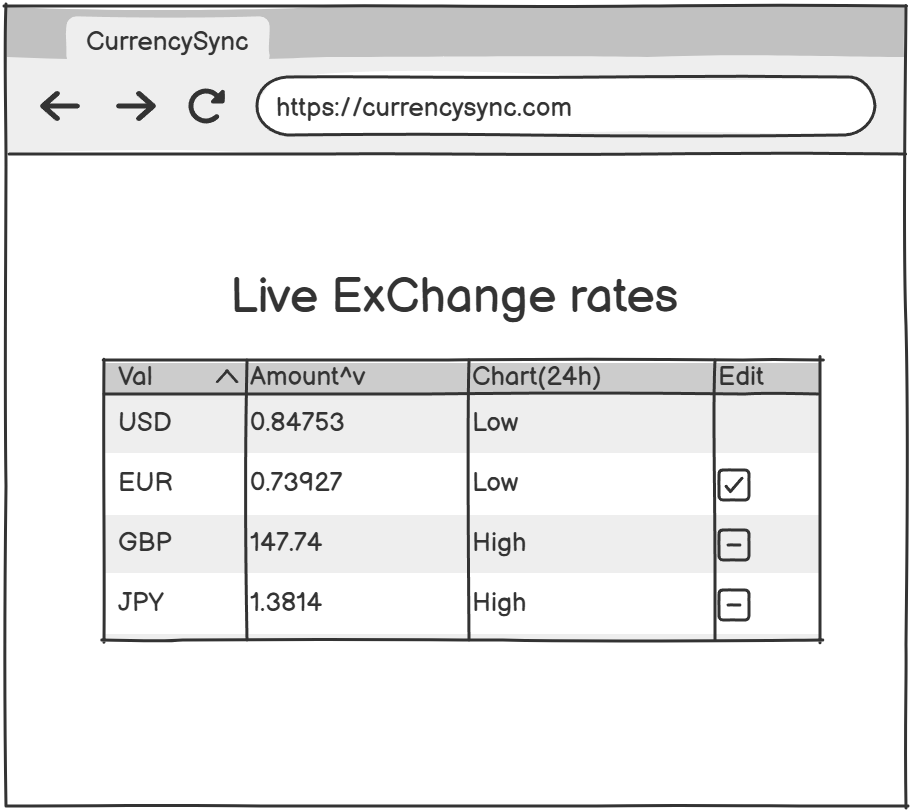 CurrencySync
https://currencysync.com
Live ExChange rates
Val Amount^v Chart(24h) Edit
USD 0.84753 Low
EUR 0.73927 Low
GBP 147.74 High
JPY 1.3814 High